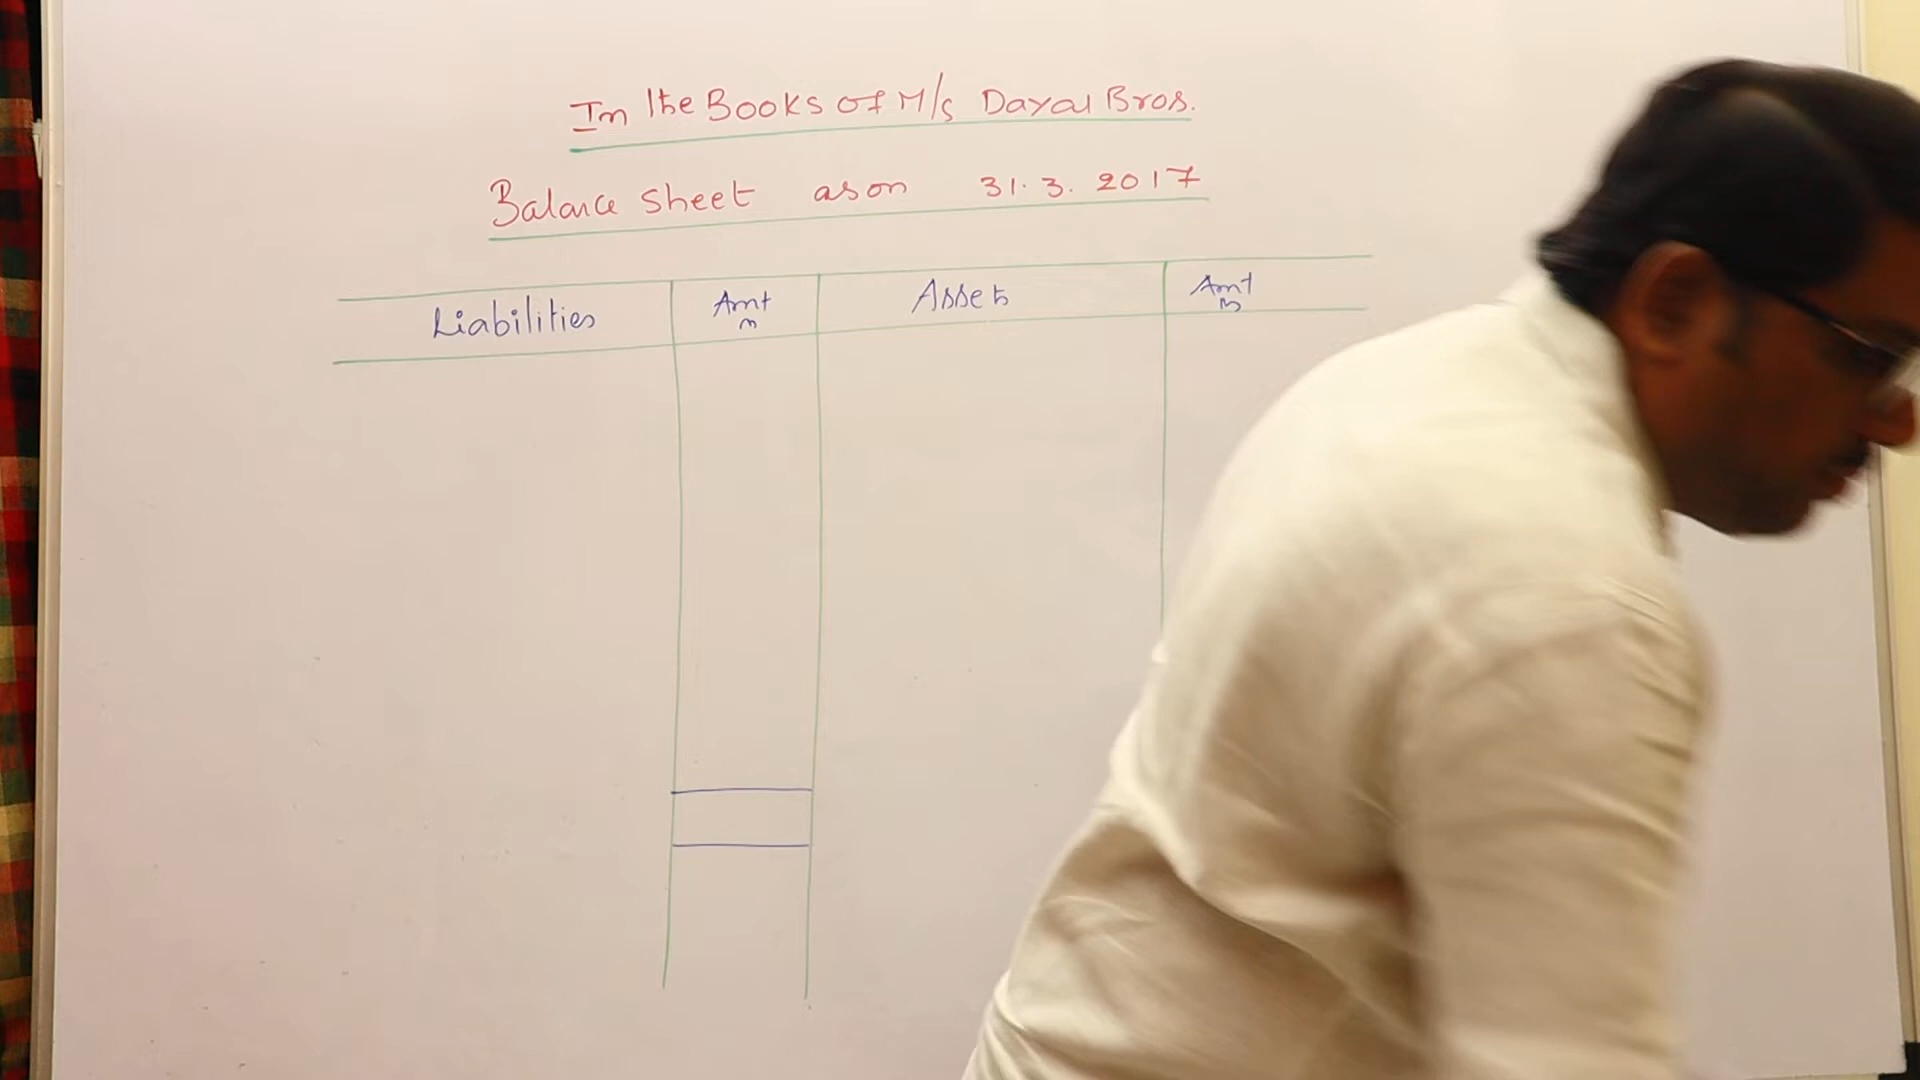 In the Books of M/s Dayal Bros.
Balance sheet as on 31.3.2017
Liabilities Amt Assets Amt